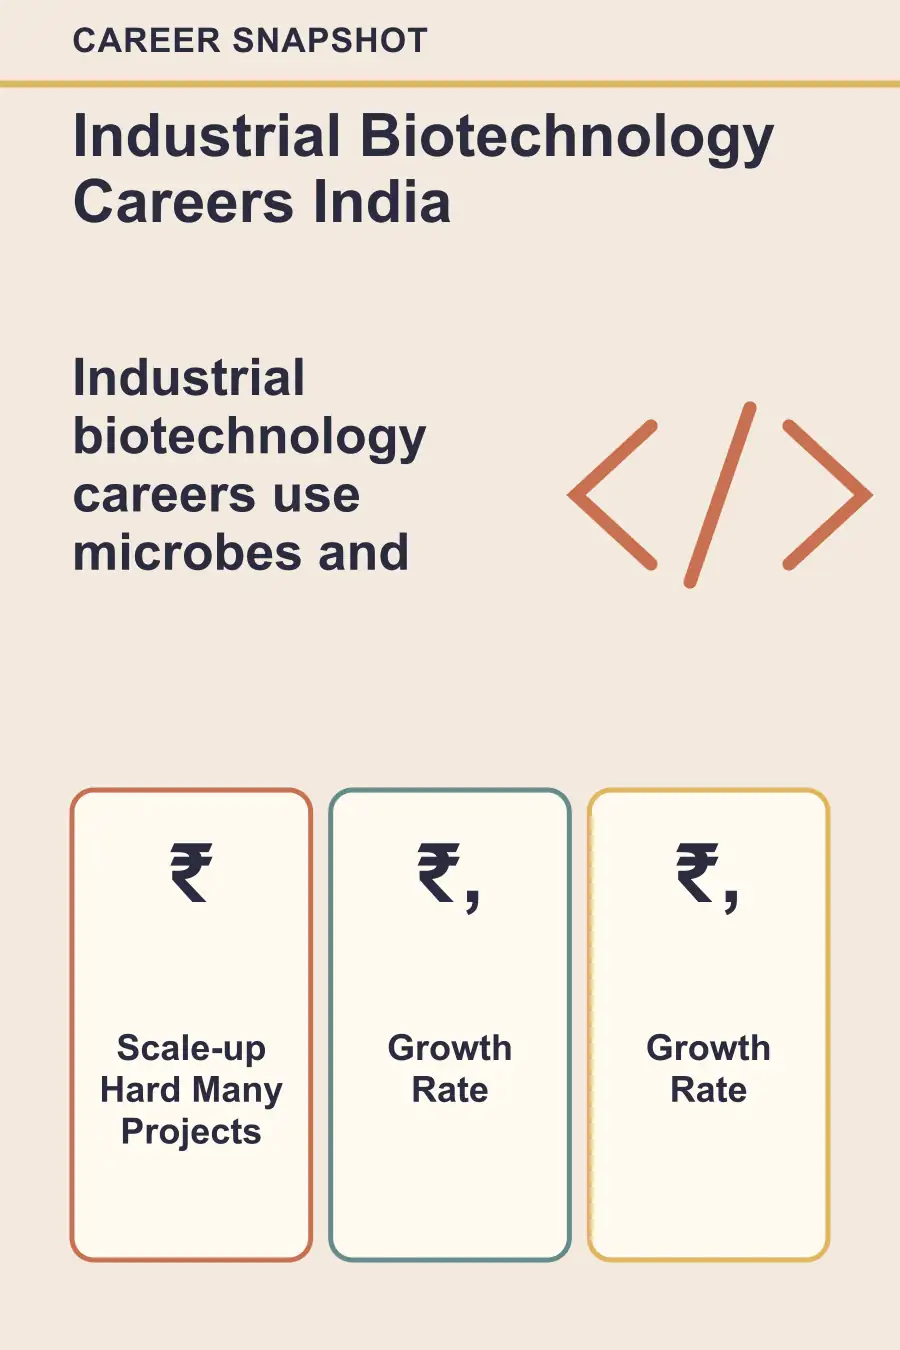 CAREER SNAPSHOT
Industrial Biotechnology
Careers India
Industrial
biotechnology
careers use
microbes and
₹
Scale-up
Hard Many
Projects
₹,
Growth
Rate
₹,
Growth
Rate